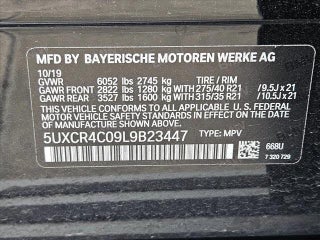 MFD BY BAYERISCHE MOTOREN WERKE AG
10/19
GVWR 6052 lbs 2745 kg TIRE / RIM
GAWR FRONT 2822 lbs 1280 kg 275/40 R21 / 9.5J x 21
GAWR REAR 3527 lbs 1600 kg 315/35 R21 / 10.5J x 21
THIS VEHICLE CONFORMS TO ALL APPLICABLE FEDERAL
MOTOR VEHICLE SAFETY STANDARDS IN EFFECT
ON THE DATE OF MANUFACTURE SHOWN ABOVE.
5UXCR4C09L9B23447 TYPE: MPV
668U
7 320 729